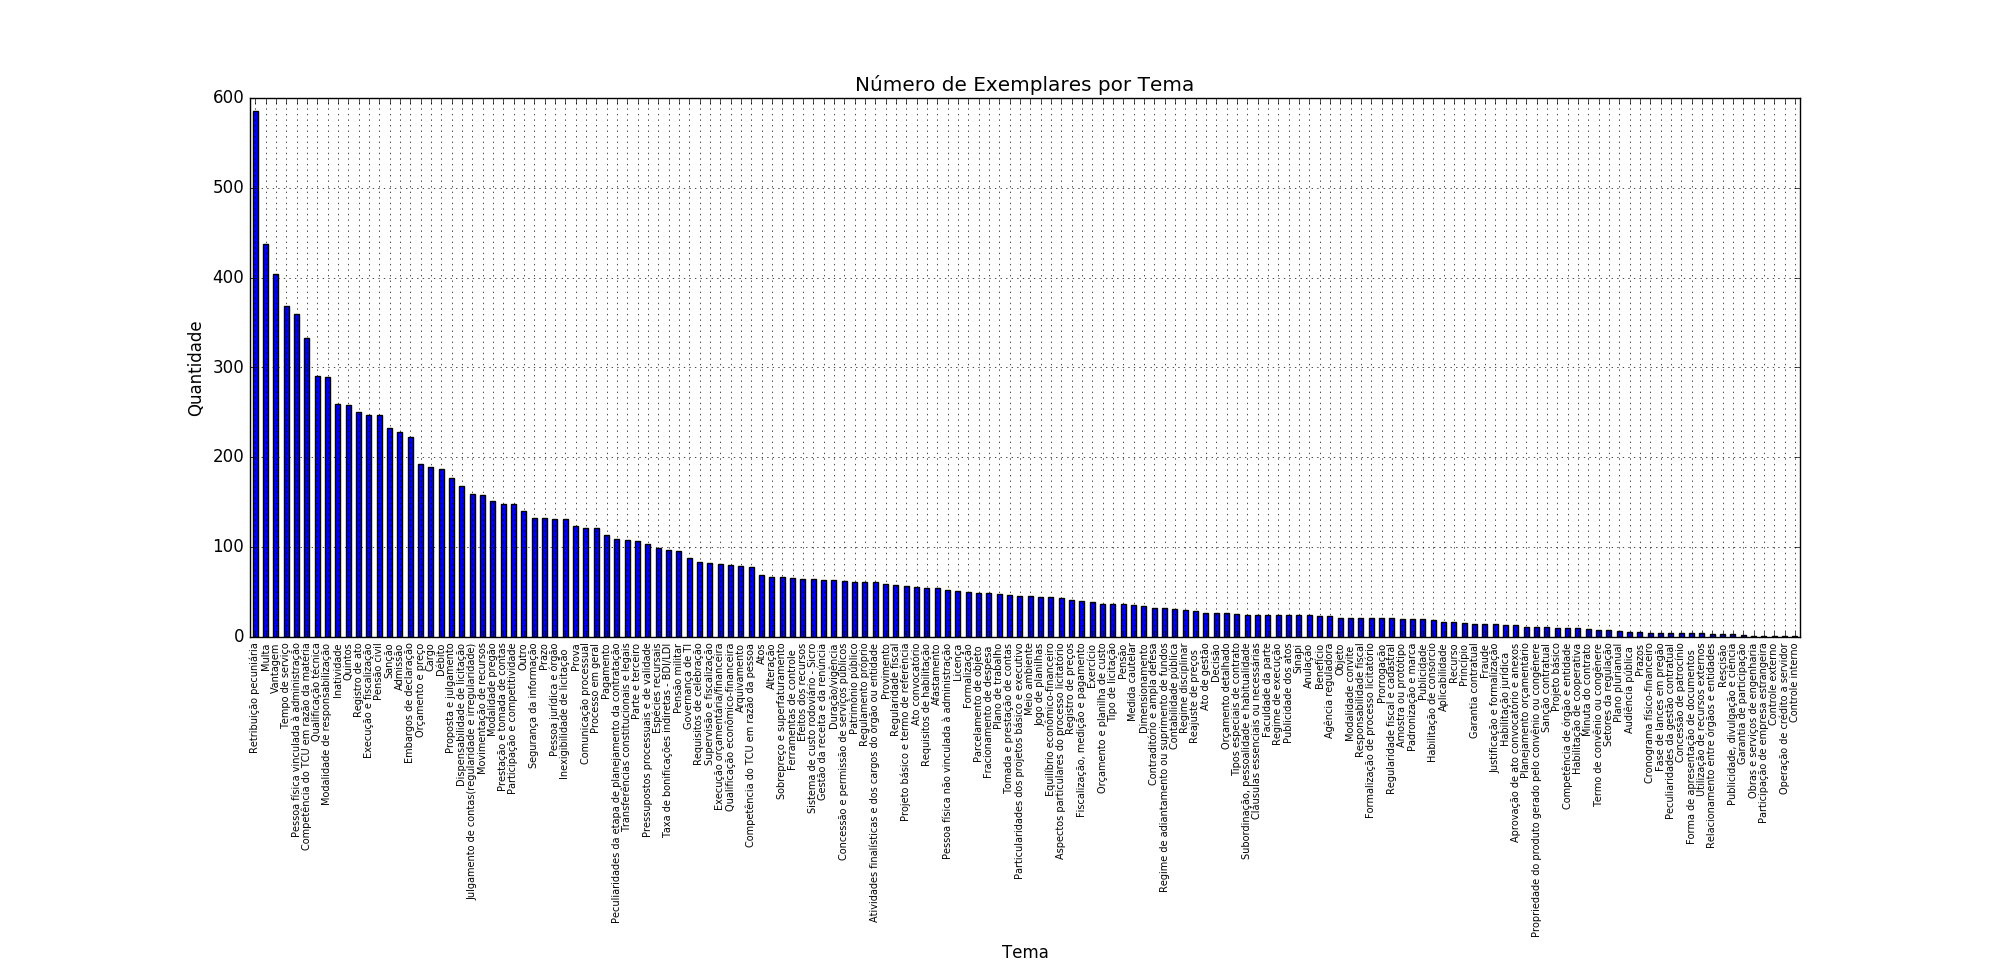 Número de Exemplares por Tema
600
500
400
300
200
100
0
Quantidade
Retribuição pecuniária
Multa
Vantagem
Tempo de serviço
Pessoa física vinculada à administração
Competência do TCU em razão da matéria
Qualificação técnica
Modalidade de responsabilização
Inatividade
Quintos
Registro de ato
Execução e fiscalização
Pensão civil
Sanção
Admissão
Embargos de declaração
Orçamento e preço
Cargo
Débito
Proposta e julgamento
Dispensabilidade de licitação
Julgamento de contas(regularidade e irregularidade)
Movimentação de recursos
Modalidade pregão
Prestação e tomada de contas
Participação e competitividade
Outro
Segurança da informação
Prazo
Pessoa jurídica e órgão
Inexigibilidade de licitação
Prova
Comunicação processual
Processo em geral
Pagamento
Peculiaridades da etapa de planejamento da contratação
Transferências constitucionais e legais
Parte e terceiro
Pressupostos processuais de validade
Espécies recursais
Taxa de bonificações indiretas - BDI/LDI
Pensão militar
Governança de TI
Requisitos de celebração
Supervisão e fiscalização
Execução orçamentária/financeira
Qualificação econômico-financeira
Arquivamento
Competência do TCU em razão da pessoa
Atos
Alteração
Sobrepreço e superfaturamento
Ferramentas de controle
Efeitos dos recursos
Sistema de custo rodoviário - Sicro
Gestão da receita e da renúncia
Duração/vigência
Concessão e permissão de serviços públicos
Patrimônio público
Regulamento próprio
Atividades finalísticas e dos cargos do órgão ou entidade
Provimento
Regularidade fiscal
Projeto básico e termo de referência
Ato convocatório
Requisitos de habilitação
Afastamento
Pessoa física não vinculada à administração
Licença
Formalização
Parcelamento de objeto
Fracionamento de despesa
Plano de trabalho
Tomada e prestação de contas
Particularidades dos projetos básico e executivo
Meio ambiente
Jogo de planilhas
Equilíbrio econômico-financeiro
Aspectos particulares do processo licitatório
Registro de preços
Fiscalização, medição e pagamento
Exercício
Orçamento e planilha de custo
Tipo de licitação
Pensão
Medida cautelar
Dimensionamento
Contraditório e ampla defesa
Regime de adiantamento ou suprimento de fundos
Contabilidade pública
Regime disciplinar
Reajuste de preços
Ato de gestão
Decisão
Orçamento detalhado
Tipos especiais de contrato
Subordinação, pessoalidade e habitualidade
Cláusulas essenciais ou necessárias
Faculdade da parte
Regime de execução
Publicidade dos atos
Sinapi
Anulação
Benefício
Agência reguladora
Objeto
Modalidade convite
Responsabilidade fiscal
Formalização de processo licitatório
Prorrogação
Regularidade fiscal e cadastral
Amostra ou protótipo
Padronização e marca
Publicidade
Habilitação de consórcio
Aplicabilidade
Recurso
Princípio
Garantia contratual
Fraude
Justificação e formalização
Habilitação jurídica
Aprovação de ato convocatório e anexos
Planejamento orçamentário
Propriedade do produto gerado pelo convênio ou congênere
Sanção contratual
Projeto básico
Competência de órgão e entidade
Habilitação de cooperativa
Minuta do contrato
Termo de convênio ou congênere
Setores da regulação
Plano plurianual
Audiência pública
Prazos
Cronograma físico-financeiro
Fase de lances em pregão
Peculiaridades da gestão contratual
Concessão de patrocínio
Forma de apresentação de documentos
Utilização de recursos externos
Relacionamento entre órgãos e entidades
Rescisão
Publicidade, divulgação e ciência
Garantia de participação
Obras e serviços de engenharia
Participação de empresa estrangeira
Controle externo
Operação de crédito a servidor
Controle interno
Tema